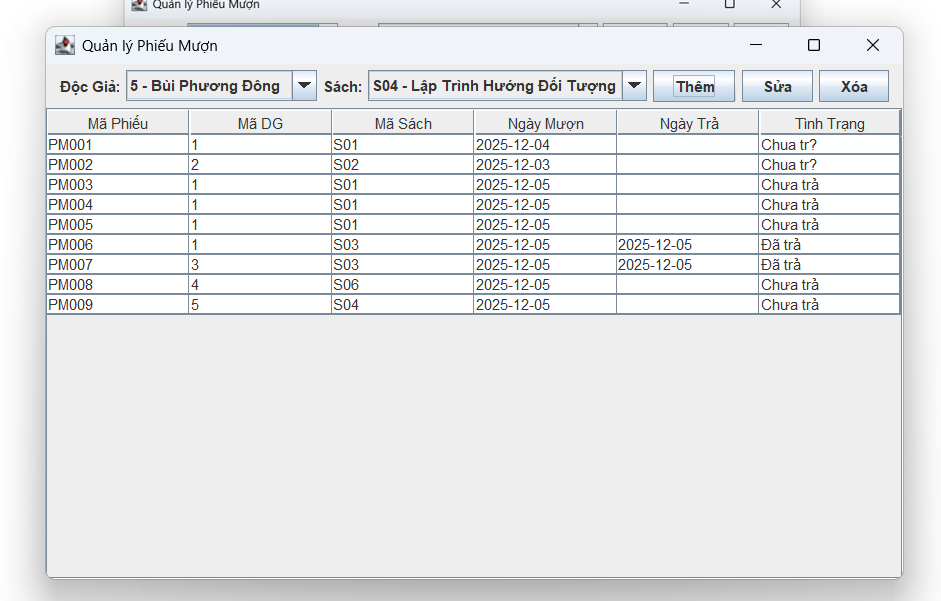 Quản lý Phiếu Mượn
Quản lý Phiếu Mượn
Độc Giả: 5 - Bùi Phương Đông Sách: S04 - Lập Trình Hướng Đối Tượng Thêm Sửa Xóa
Mã Phiếu Mã DG Mã Sách Ngày Mượn Ngày Trả Tình Trạng
PM001 1 S01 2025-12-04 Chua tr?
PM002 2 S02 2025-12-03 Chua tr?
PM003 1 S01 2025-12-05 Chưa trả
PM004 1 S01 2025-12-05 Chưa trả
PM005 1 S01 2025-12-05 Chưa trả
PM006 1 S03 2025-12-05 2025-12-05 Đã trả
PM007 3 S03 2025-12-05 2025-12-05 Đã trả
PM008 4 S06 2025-12-05 Chưa trả
PM009 5 S04 2025-12-05 Chưa trả